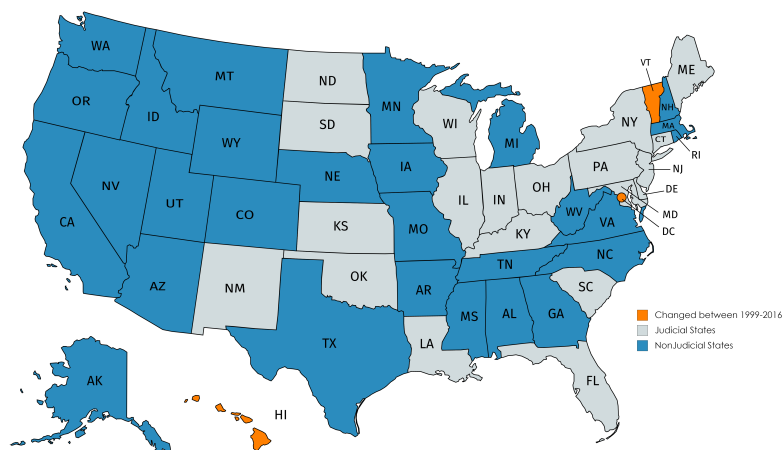 WA
MT
ND
MN
ME
VT
OR
ID
SD
WI
NY
NH
MA
CT
RI
WY
MI
NV
NE
IA
PA
NJ
UT
CO
IL
IN
OH
DE
MD
DC
CA
KS
MO
KY
WV
VA
AZ
NM
OK
AR
TN
NC
SC
MS
AL
GA
TX
LA
FL
AK
HI
Changed between 1999-2016
Judicial States
NonJudicial States